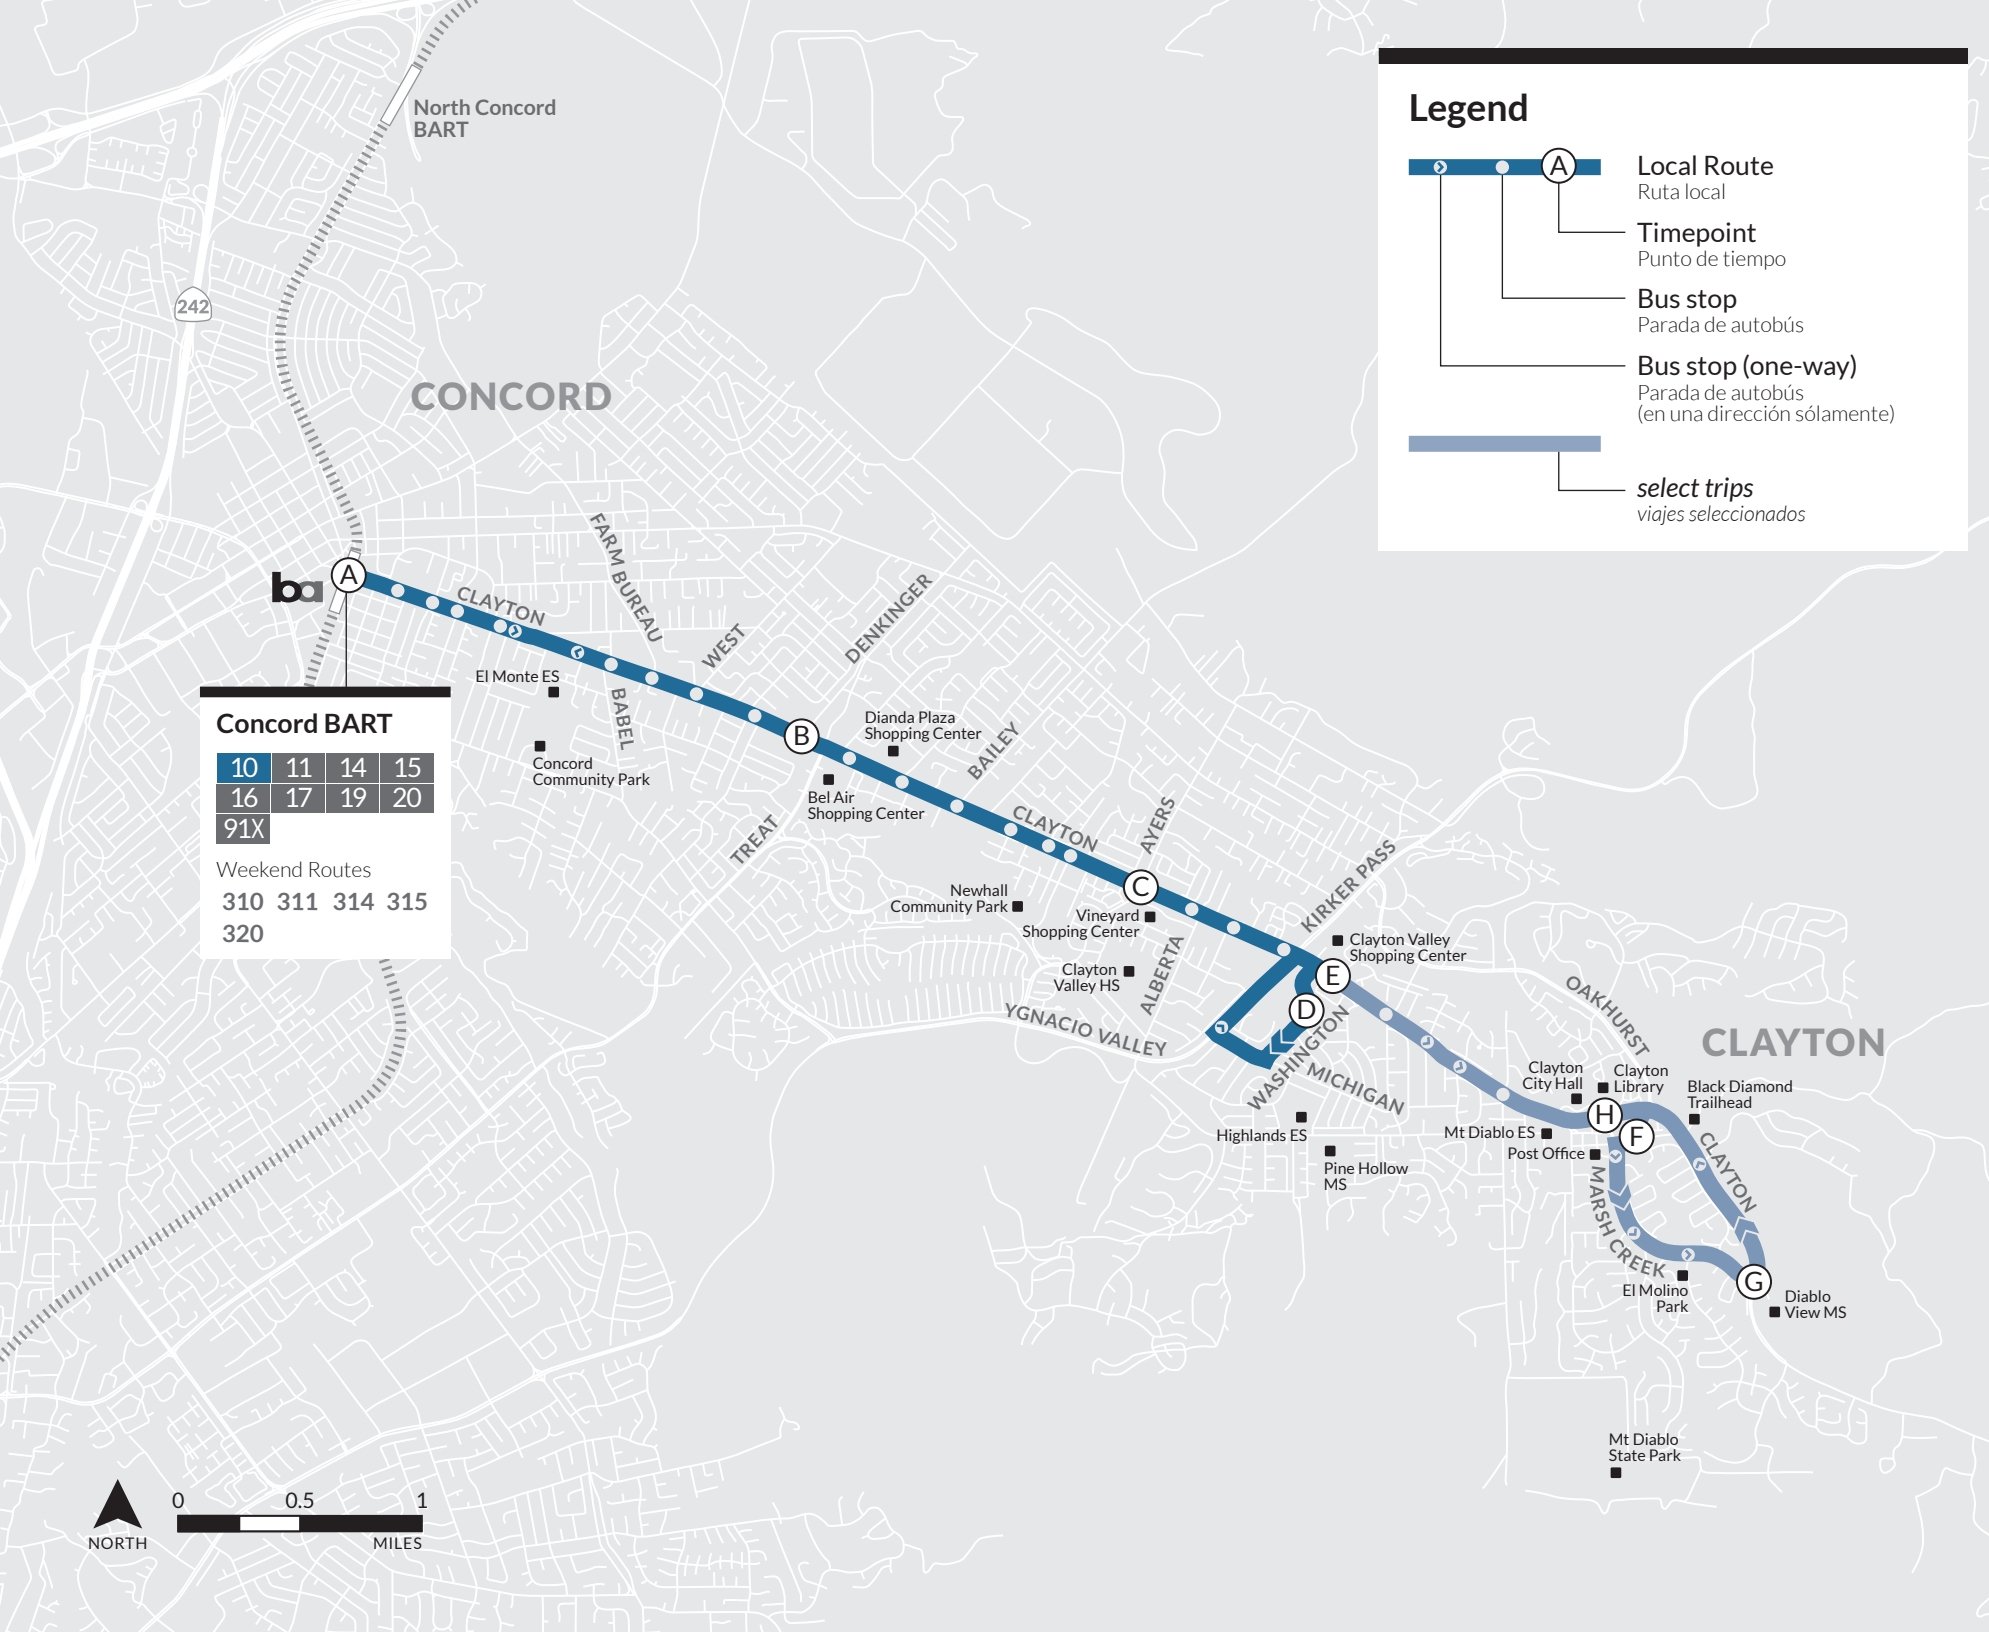 North Concord
BART
242
CONCORD
Legend
A
Local Route
Ruta local
Timepoint
Punto de tiempo
Bus stop
Parada de autobús
Bus stop (one-way)
Parada de autobús
(en una dirección sólamente)
select trips
viajes seleccionados
ba
A
CLAYTON
FARM BUREAU
WEST
DENKINGER
El Monte ES
BABEL
Concord
Community Park
B
Dianda Plaza
Shopping Center
BAILEY
Bel Air
Shopping Center
TREAT
CLAYTON
AYERS
KIRKER PASS
C
Newhall
Community Park
Vineyard
Shopping Center
Clayton
Valley HS
ALBERTA
YGNACIO VALLEY
Clayton Valley
Shopping Center
E
D
WASHINGTON
MICHIGAN
Highlands ES
Pine Hollow
MS
OAKHURST
CLAYTON
Clayton
City Hall
Clayton
Library
Black Diamond
Trailhead
H
F
Mt Diablo ES
Post Office
MARSH CREEK
CLAYTON
G
El Molino
Park
Diablo
View MS
Mt Diablo
State Park
Concord BART
10 11 14 15
16 17 19 20
91X
Weekend Routes
310 311 314 315
320
NORTH
0 0.5 1
MILES